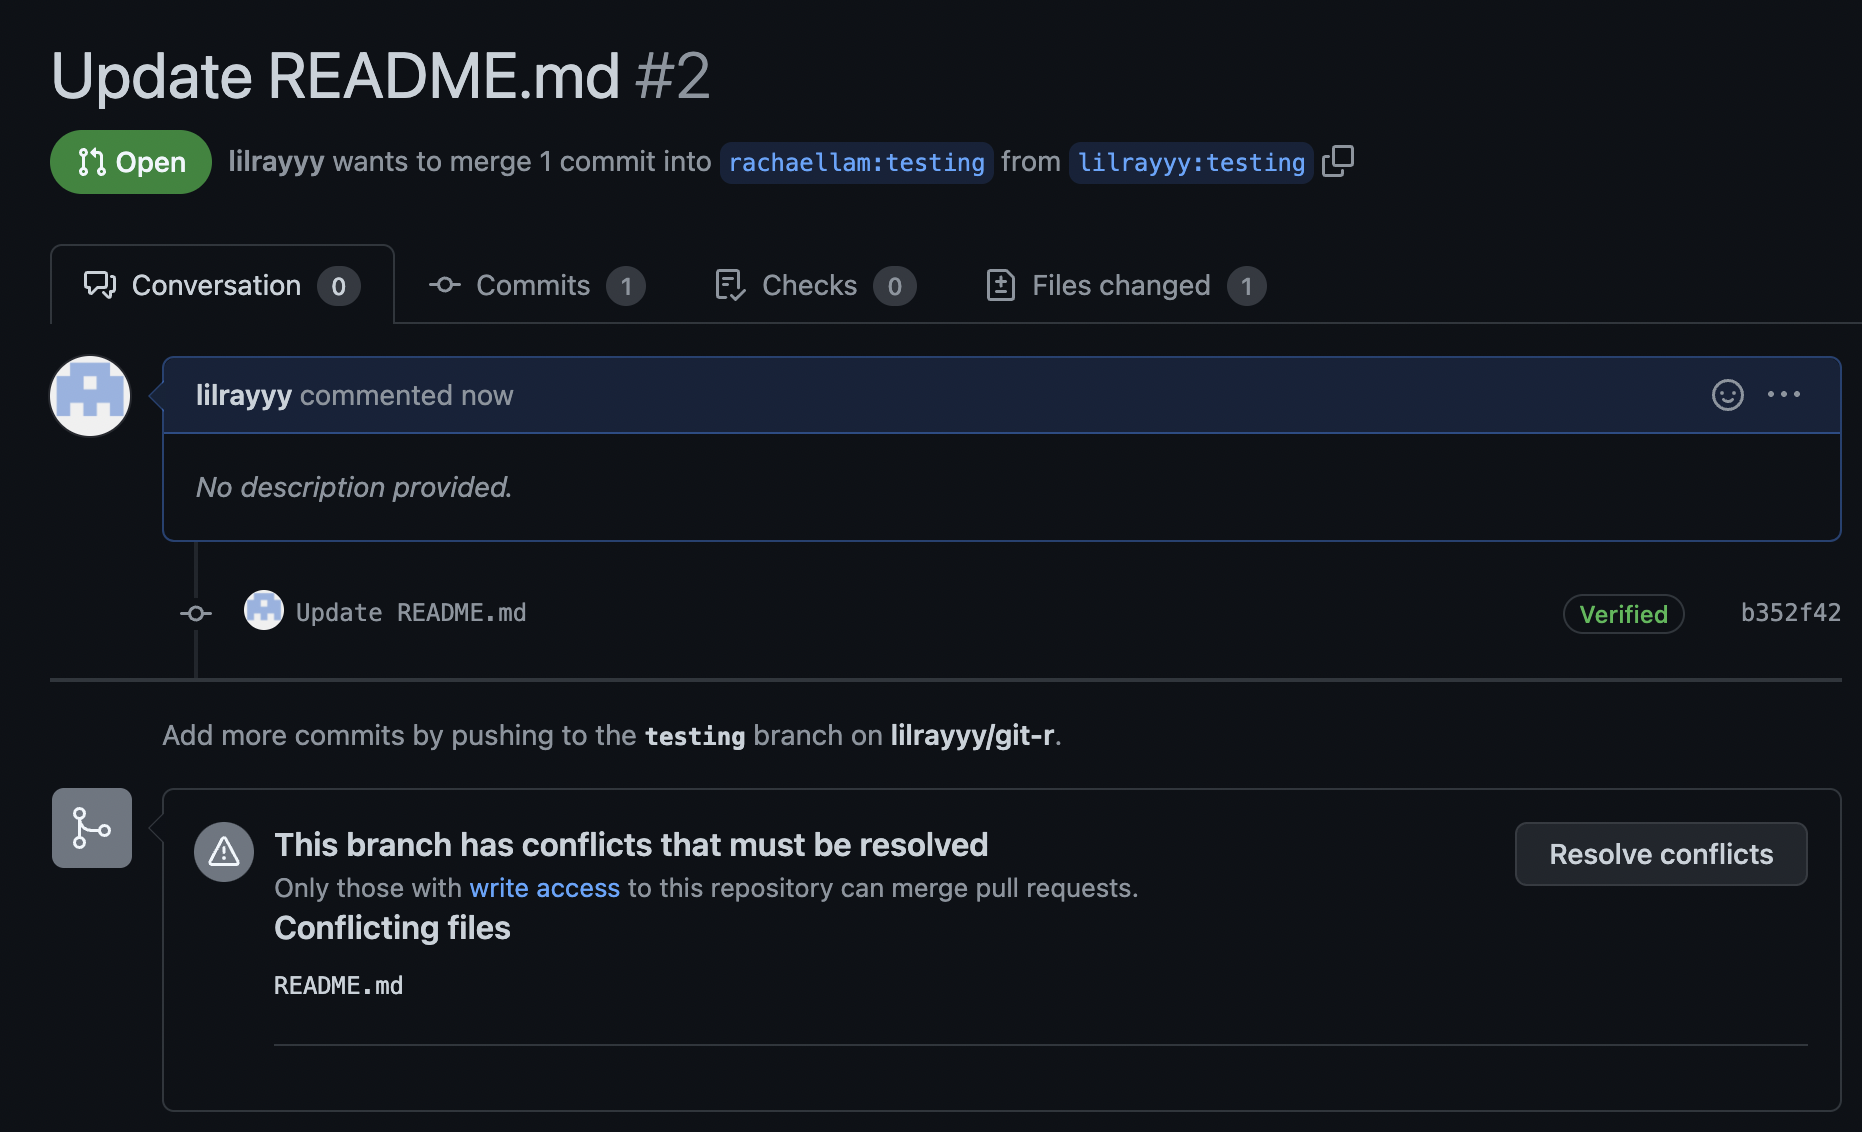 Update README.md #2
Open lilrayyy wants to merge 1 commit into rachaellam:testing from lilrayyy:testing
Conversation 0 Commits 1 Checks 0 Files changed 1
lilrayyy commented now
No description provided.
Update README.md Verified b352f42
Add more commits by pushing to the testing branch on lilrayyy/git-r.
This branch has conflicts that must be resolved
Resolve conflicts
Only those with write access to this repository can merge pull requests.
Conflicting files
README.md